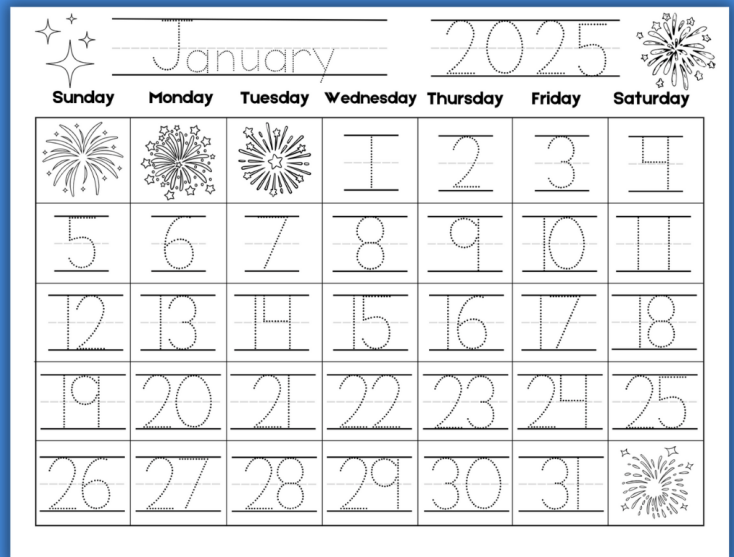 January 2025
Sunday Monday Tuesday Wednesday Thursday Friday Saturday
1 2 3 4
5 6 7 8 9 10 11
12 13 14 15 16 17 18
19 20 21 22 23 24 25
26 27 28 29 30 31